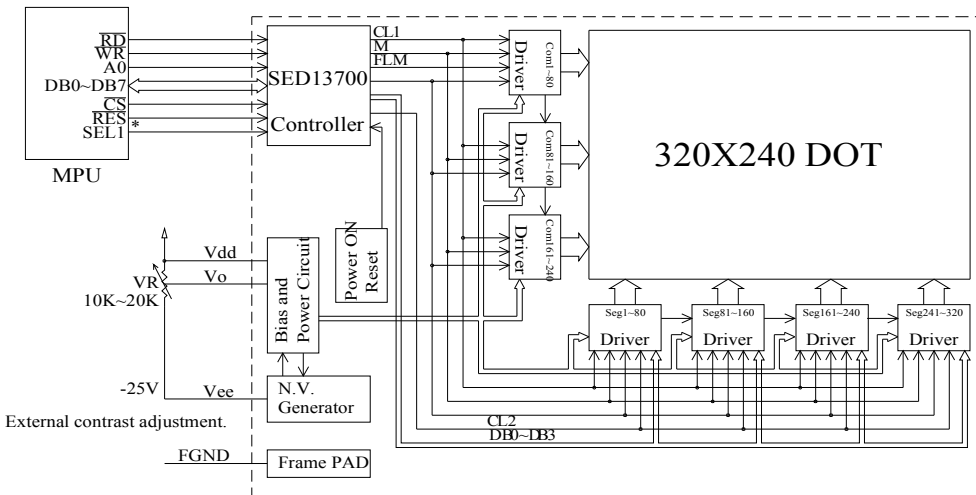 MPU
RD
WR
A0
DB0~DB7
CS
RES
SEL1
*
SED13700
Controller
CL1
M
FLM
Driver
Com1~80
Driver
Com81~160
Driver
Com161~240
320X240 DOT
Power ON
Reset
Bias and
Power Circuit
Vdd
Vo
VR
10K~20K
-25V
Vee
N.V.
Generator
External contrast adjustment.
FGND
Frame PAD
Seg1~80
Driver
Seg81~160
Driver
Seg161~240
Driver
Seg241~320
Driver
CL2
DB0~DB3